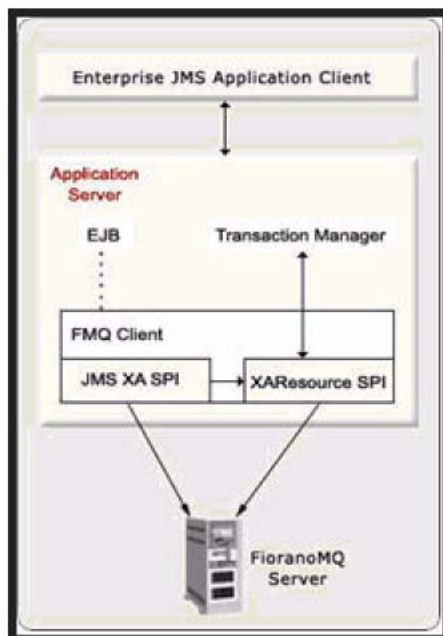 Enterprise JMS Application Client
Application
Server
EJB
Transaction Manager
FMQ Client
JMS XA SPI
XAResource SPI
FioranoMQ
Server